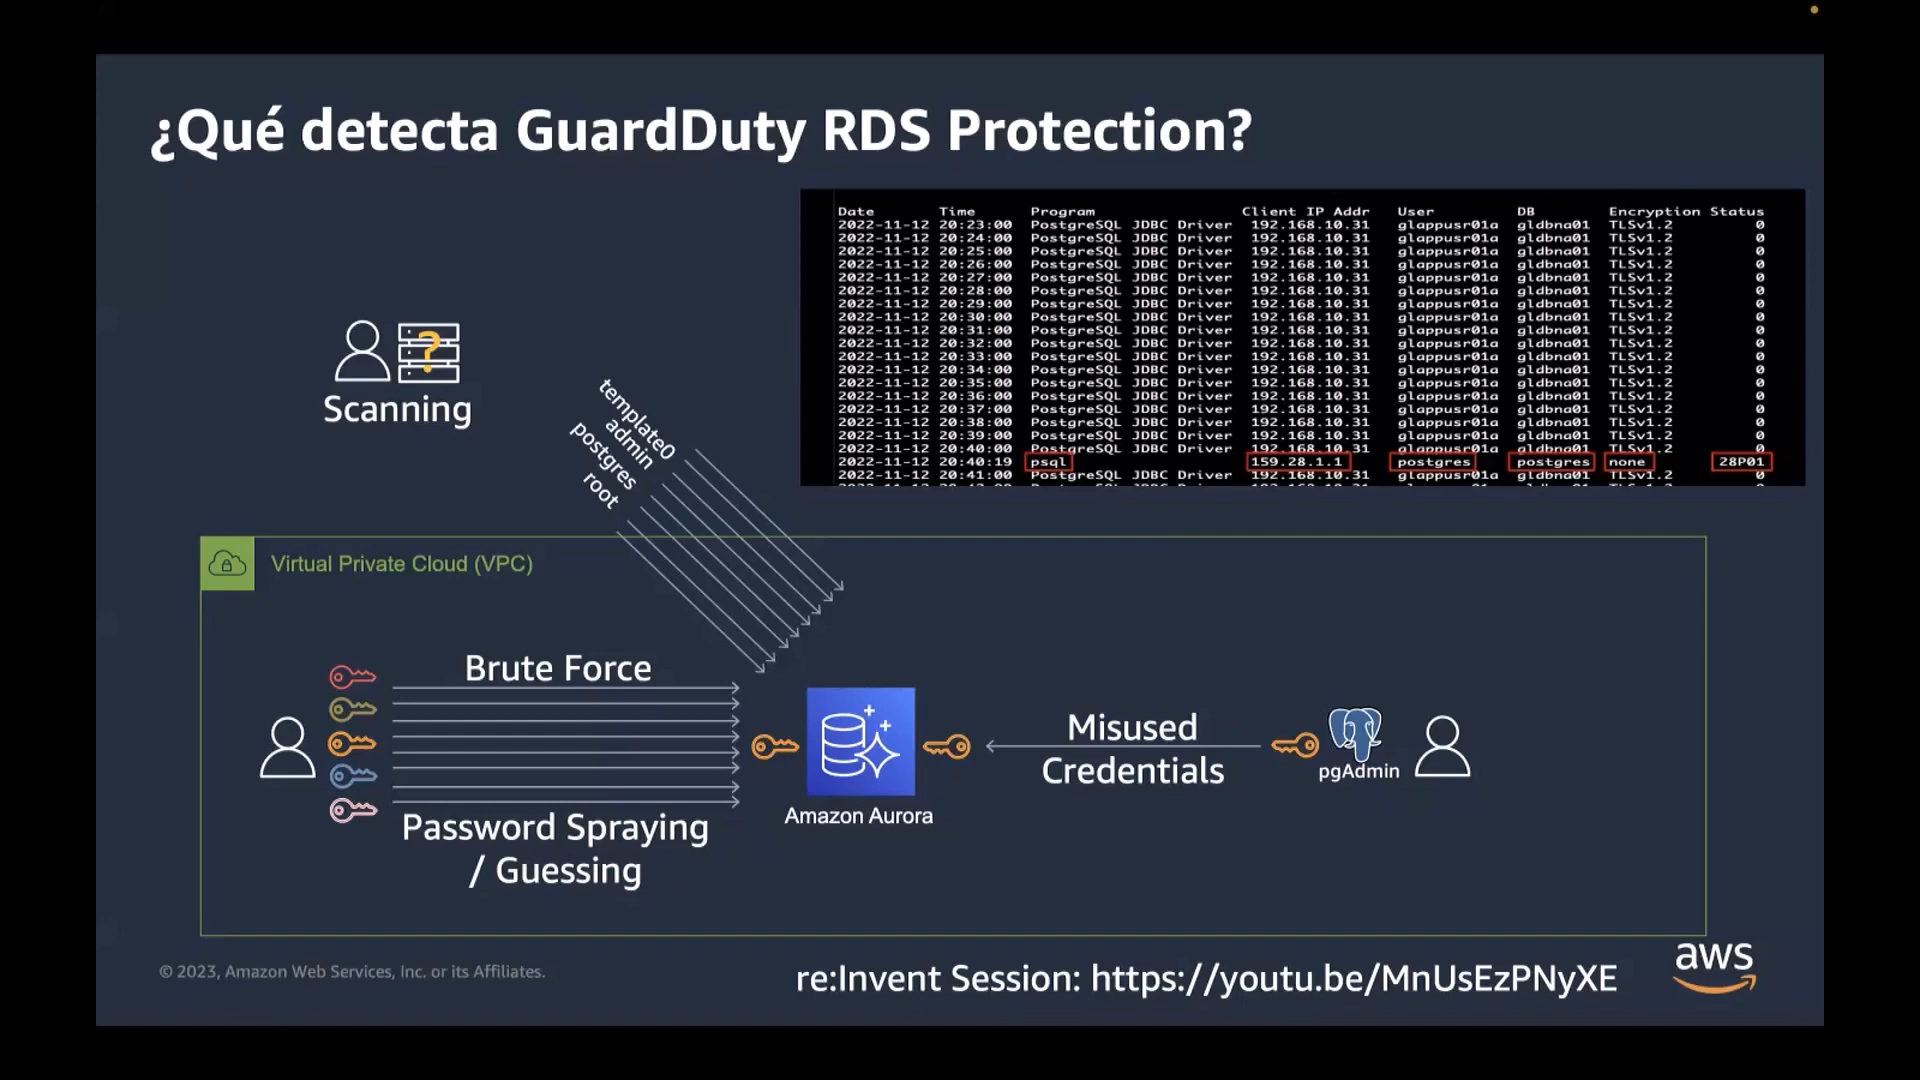 ¿Qué detecta GuardDuty RDS Protection?
Date Time Program Client IP Addr User DB Encryption Status
2022-11-12 20:23:00 PostgreSQL JDBC Driver 192.168.10.31 glappusr01a gldbna01 TLSv1.2 0
2022-11-12 20:24:00 PostgreSQL JDBC Driver 192.168.10.31 glappusr01a gldbna01 TLSv1.2 0
2022-11-12 20:25:00 PostgreSQL JDBC Driver 192.168.10.31 glappusr01a gldbna01 TLSv1.2 0
2022-11-12 20:26:00 PostgreSQL JDBC Driver 192.168.10.31 glappusr01a gldbna01 TLSv1.2 0
2022-11-12 20:27:00 PostgreSQL JDBC Driver 192.168.10.31 glappusr01a gldbna01 TLSv1.2 0
2022-11-12 20:28:00 PostgreSQL JDBC Driver 192.168.10.31 glappusr01a gldbna01 TLSv1.2 0
2022-11-12 20:29:00 PostgreSQL JDBC Driver 192.168.10.31 glappusr01a gldbna01 TLSv1.2 0
2022-11-12 20:30:00 PostgreSQL JDBC Driver 192.168.10.31 glappusr01a gldbna01 TLSv1.2 0
2022-11-12 20:31:00 PostgreSQL JDBC Driver 192.168.10.31 glappusr01a gldbna01 TLSv1.2 0
2022-11-12 20:32:00 PostgreSQL JDBC Driver 192.168.10.31 glappusr01a gldbna01 TLSv1.2 0
2022-11-12 20:33:00 PostgreSQL JDBC Driver 192.168.10.31 glappusr01a gldbna01 TLSv1.2 0
2022-11-12 20:34:00 PostgreSQL JDBC Driver 192.168.10.31 glappusr01a gldbna01 TLSv1.2 0
2022-11-12 20:35:00 PostgreSQL JDBC Driver 192.168.10.31 glappusr01a gldbna01 TLSv1.2 0
2022-11-12 20:36:00 PostgreSQL JDBC Driver 192.168.10.31 glappusr01a gldbna01 TLSv1.2 0
2022-11-12 20:37:00 PostgreSQL JDBC Driver 192.168.10.31 glappusr01a gldbna01 TLSv1.2 0
2022-11-12 20:38:00 PostgreSQL JDBC Driver 192.168.10.31 glappusr01a gldbna01 TLSv1.2 0
2022-11-12 20:39:00 PostgreSQL JDBC Driver 192.168.10.31 glappusr01a gldbna01 TLSv1.2 0
2022-11-12 20:40:00 PostgreSQL JDBC Driver 192.168.10.31 glappusr01a gldbna01 TLSv1.2 0
2022-11-12 20:40:19 psql 159.28.1.1 postgres postgres none 28P01
2022-11-12 20:41:00 PostgreSQL JDBC Driver 192.168.10.31 glappusr01a gldbna01 TLSv1.2 0
?
Scanning
template0
admin
postgres
root
Virtual Private Cloud (VPC)
Brute Force
Password Spraying
/ Guessing
Amazon Aurora
Misused
Credentials
pgAdmin
© 2023, Amazon Web Services, Inc. or its Affiliates.
re:Invent Session: https://youtu.be/MnUsEzPNyXE
aws